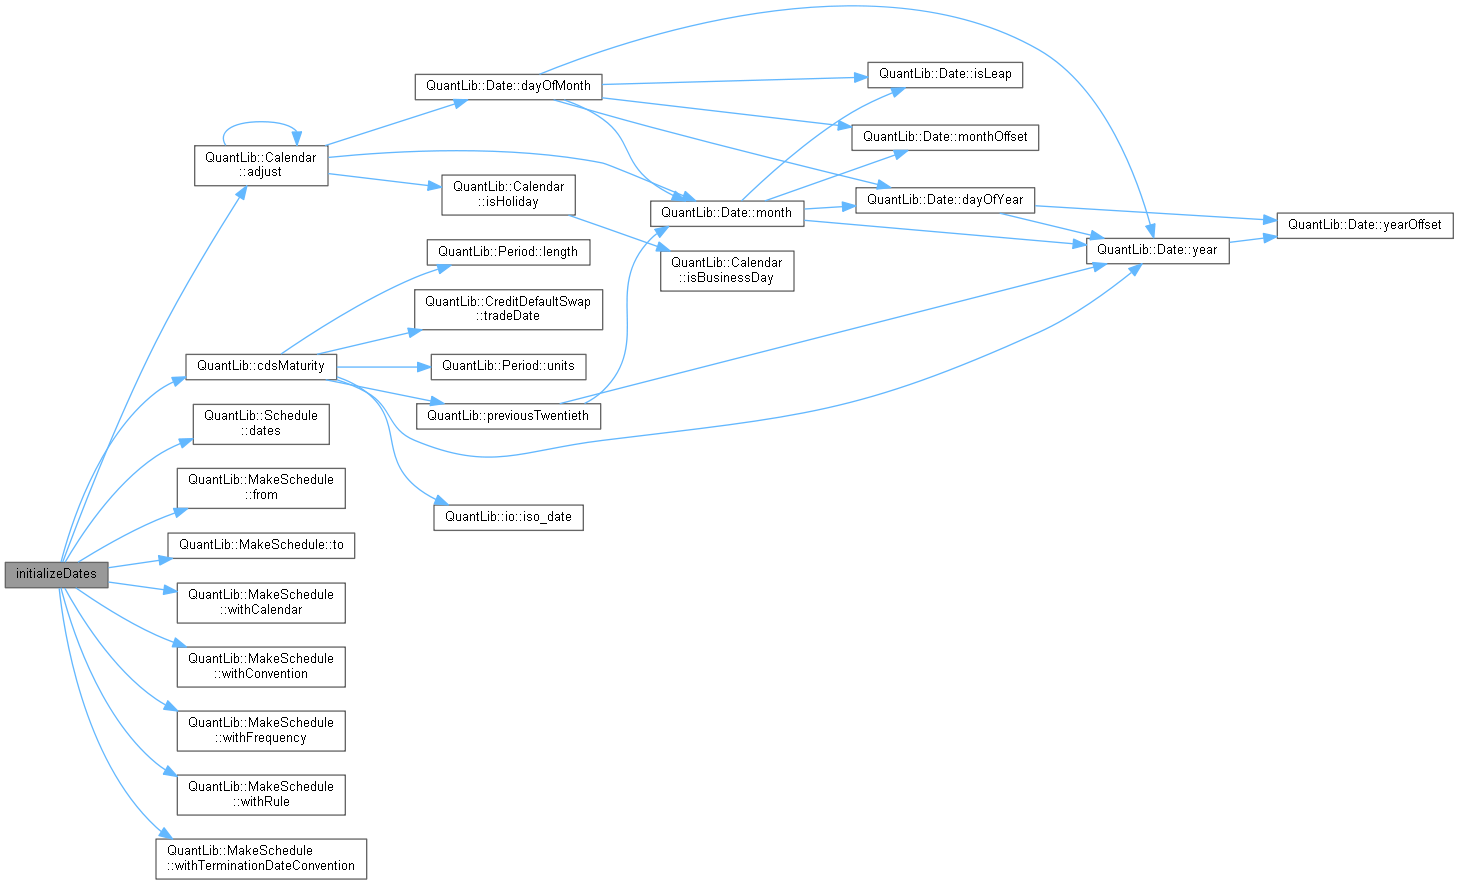 initializeDates
QuantLib::Calendar
::adjust
QuantLib::cdsMaturity
QuantLib::Schedule
::dates
QuantLib::MakeSchedule
::from
QuantLib::MakeSchedule::to
QuantLib::MakeSchedule
::withCalendar
QuantLib::MakeSchedule
::withConvention
QuantLib::MakeSchedule
::withFrequency
QuantLib::MakeSchedule
::withRule
QuantLib::MakeSchedule
::withTerminationDateConvention
QuantLib::Date::dayOfMonth
QuantLib::Calendar
::isHoliday
QuantLib::Period::length
QuantLib::CreditDefaultSwap
::tradeDate
QuantLib::Period::units
QuantLib::previousTwentieth
QuantLib::io::iso_date
QuantLib::Date::month
QuantLib::Calendar
::isBusinessDay
QuantLib::Date::isLeap
QuantLib::Date::monthOffset
QuantLib::Date::dayOfYear
QuantLib::Date::year
QuantLib::Date::yearOffset